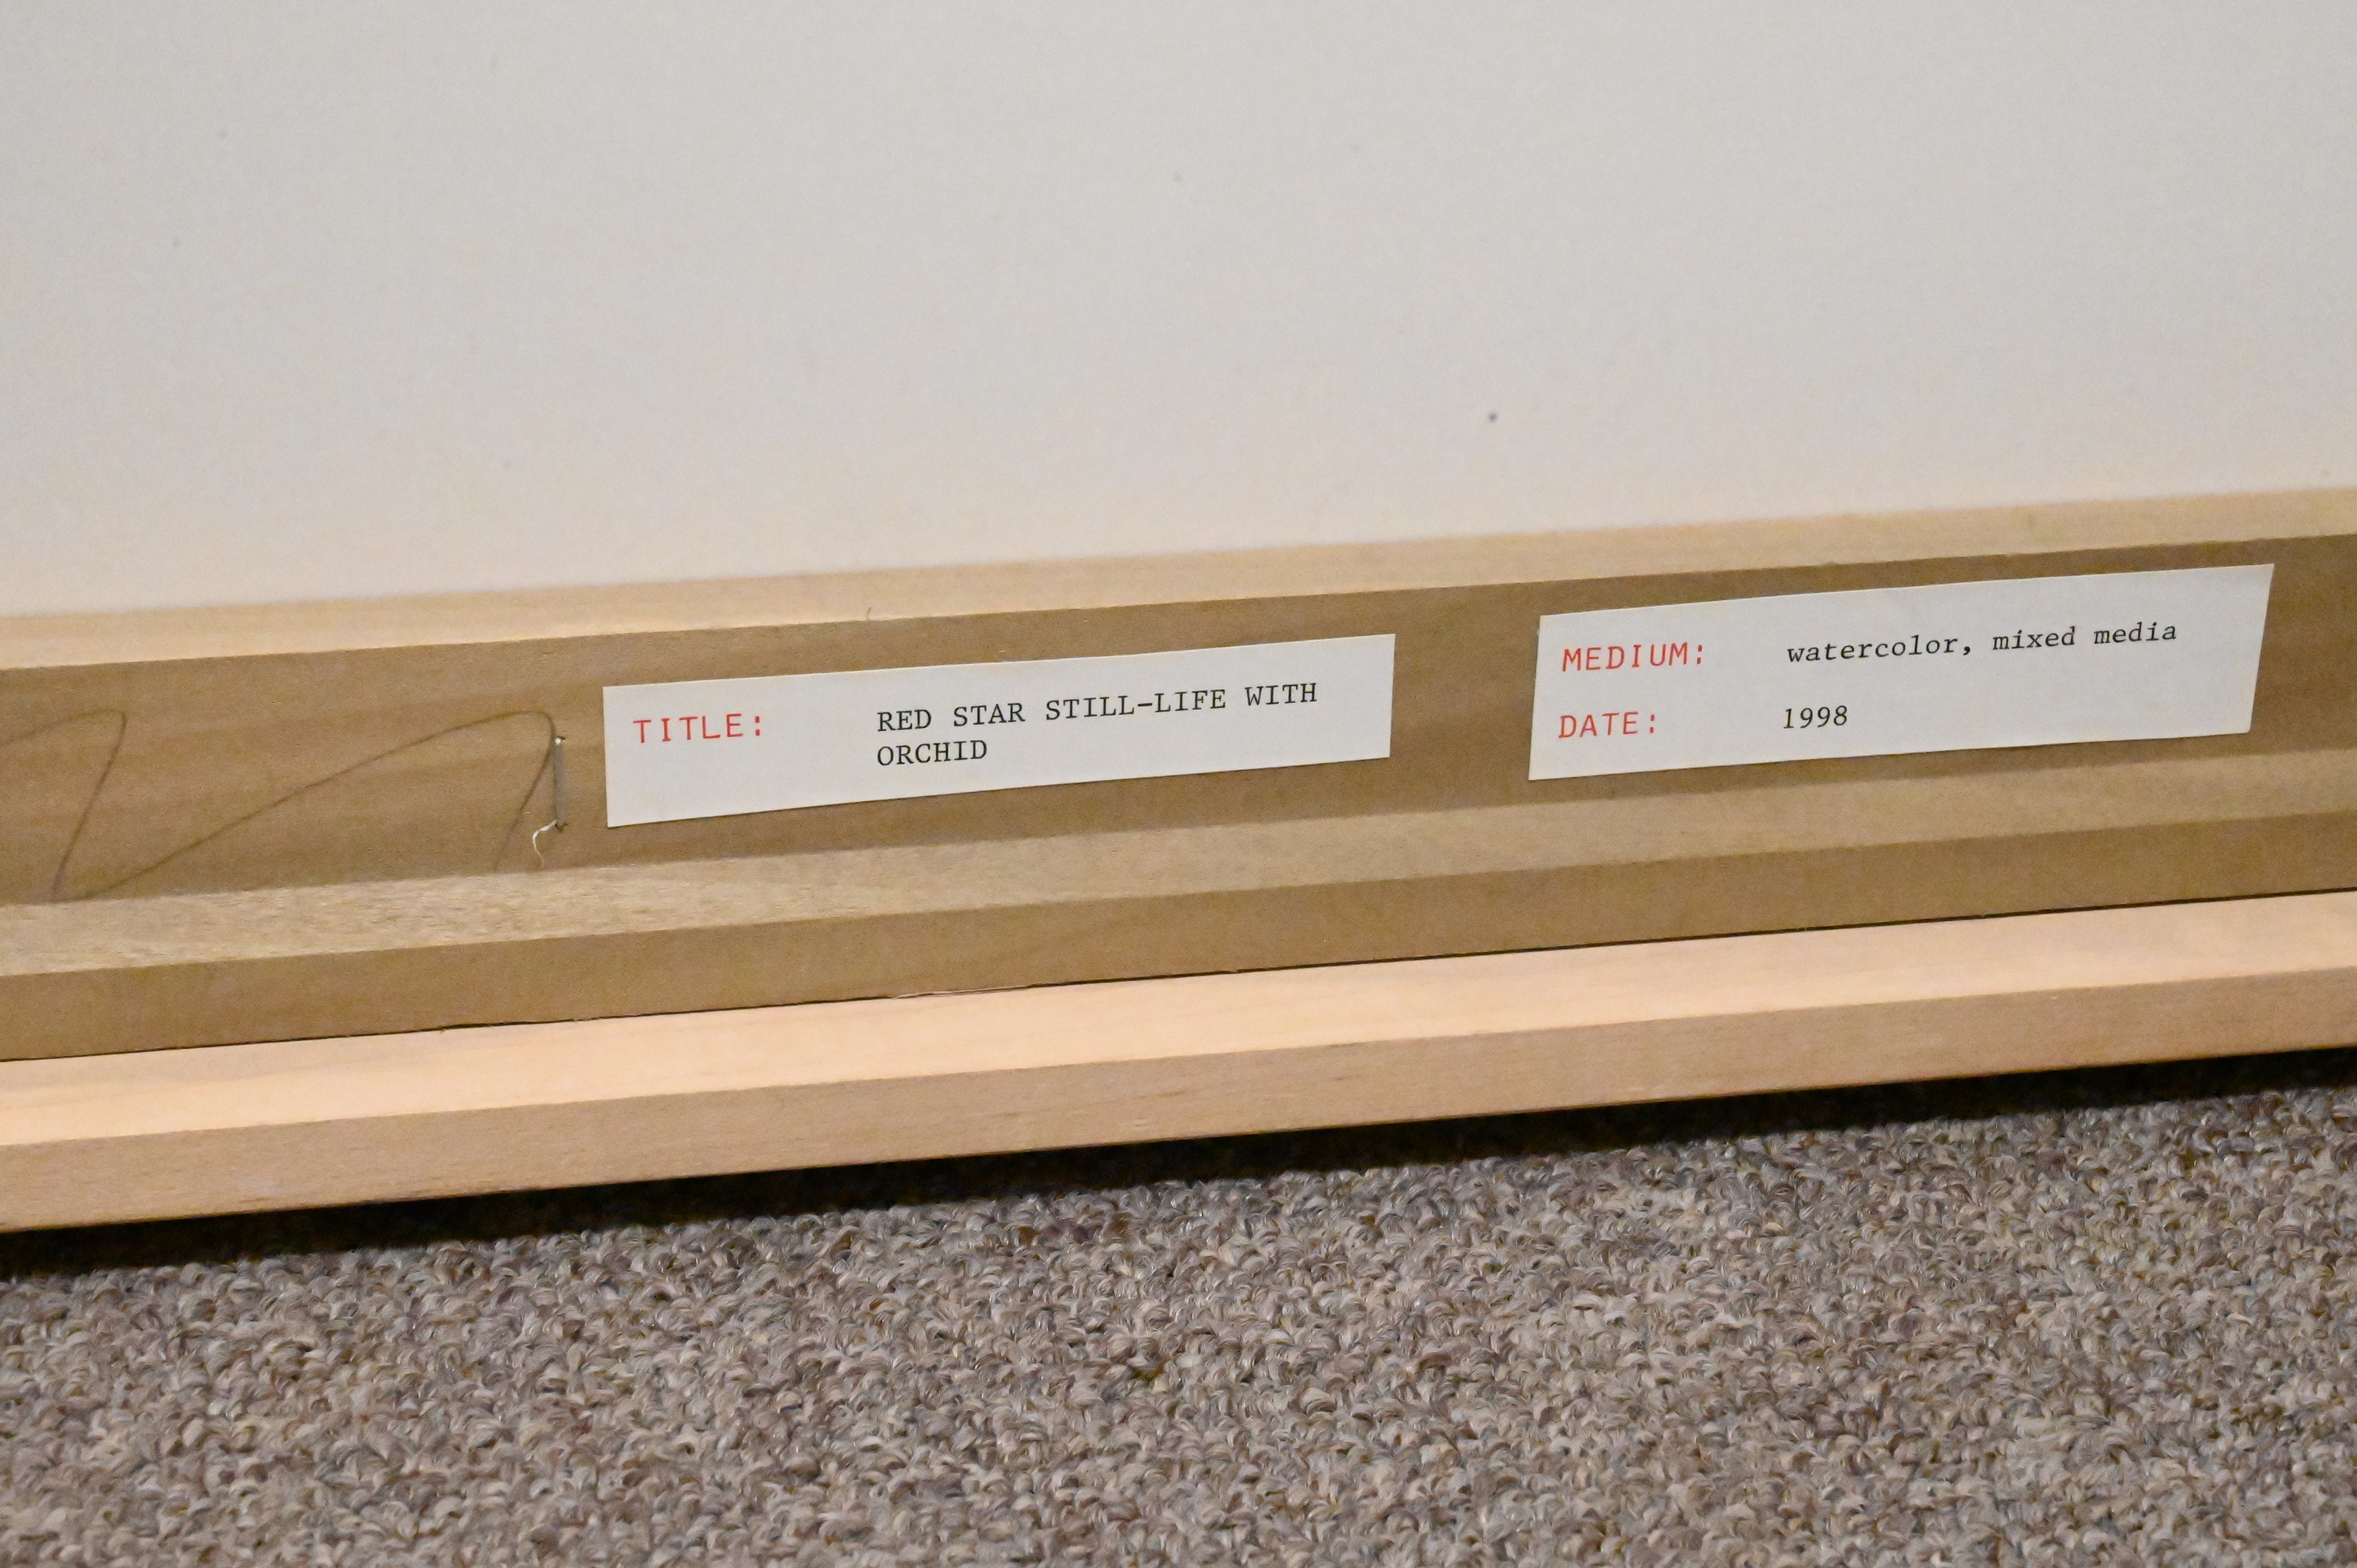 TITLE: RED STAR STILL-LIFE WITH
ORCHID
MEDIUM: watercolor, mixed media
DATE: 1998